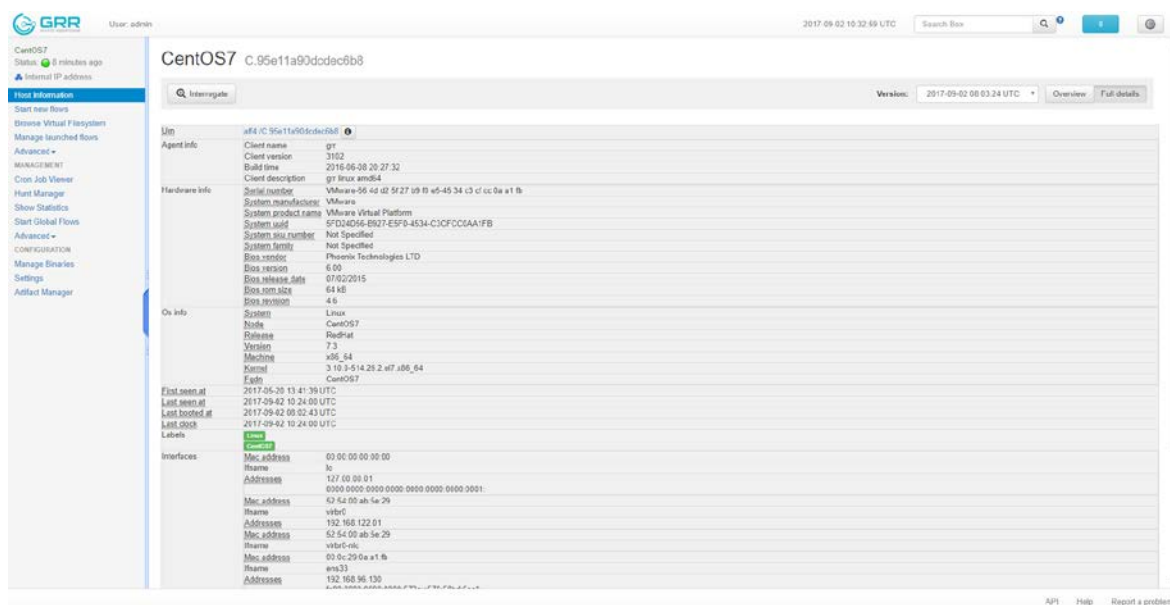 GRR
User: admin
2017-09-02 10:32:59 UTC
Search Box
CentOS7
Status: 8 minutes ago
Internal IP address
Host Information
Start new flows
Browse Virtual Filesystem
Manage launched flows
Advanced
MANAGEMENT
Cron Job Viewer
Hunt Manager
Show Statistics
Start Global Flows
Advanced
CONFIGURATION
Manage Binaries
Settings
Artifact Manager
CentOS7 C.95e11a90dcdec6b8
Interrogate
Version: 2017-09-02 08:03:24 UTC Overview Full details
Urn aff4:/C.95e11a90dcdec6b8
Agent info Client name grr
Client version 3102
Build time 2016-06-08 20:27:32
Client description grr linux amd64
Hardware info Serial number VMware-56 4d d2 5f 27 b9 f0 e5-45 34 c3 cf cc 0a a1 fb
System manufacturer VMware
System product name VMware Virtual Platform
System uuid
System sku number Not Specified
System family Not Specified
Bios vendor Phoenix Technologies LTD
Bios version 6.00
Bios release date 07/02/2015
Bios rom size 64 kB
Bios revision 4.6
Os info System Linux
Node CentOS7
Release RedHat
Version 7.3
Machine x86_64
Kernel 3.10.0-514.26.2.el7.x86_64
Fqdn CentOS7
First seen at 2017-05-20 13:41:39 UTC
Last seen at 2017-09-02 10:24:00 UTC
Last booted at 2017-09-02 08:02:43 UTC
Last clock 2017-09-02 10:24:00 UTC
Labels Linux
CentOS7
Interfaces Mac address 00:00:00:00:00:00
Ifname lo
Addresses 127.00.00.01
0000:0000:0000:0000:0000:0000:0000:0001:
Mac address 52:54:00:ab:5e:29
Ifname virbr0
Addresses 192.168.122.01
Mac address 52:54:00:ab:5e:29
Ifname virbr0-nic
Mac address 00:0c:29:0a:a1:fb
Ifname ens33
Addresses 192.168.96.130
API Help Report a problem